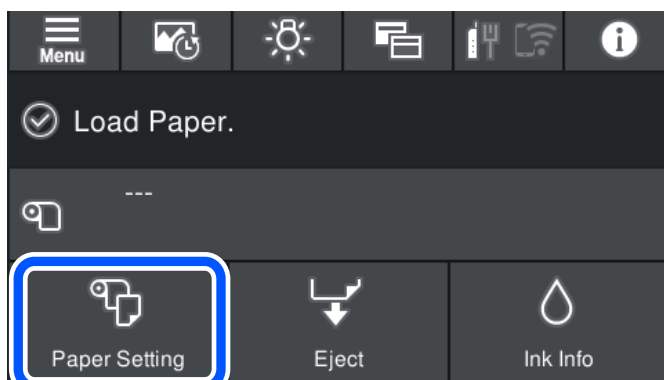 Menu
Load Paper.
---
Paper Setting
Eject
Ink Info